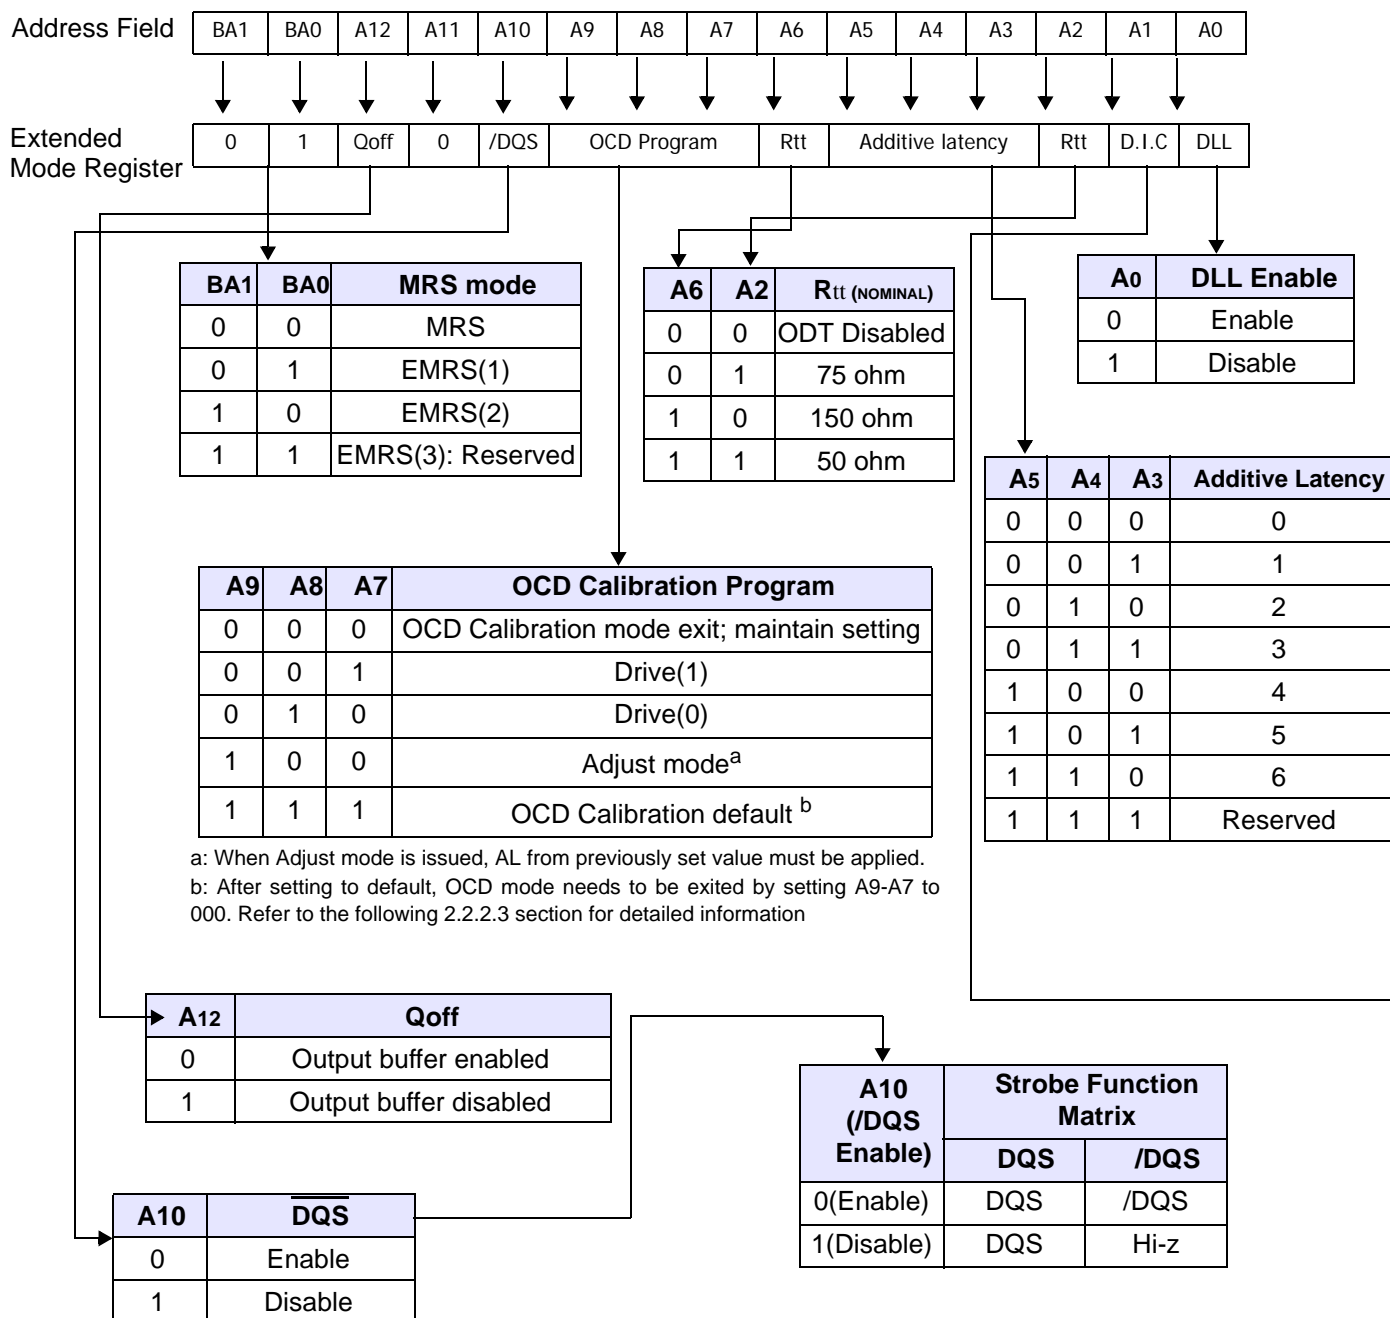 Address Field BA1 BA0 A12 A11 A10 A9 A8 A7 A6 A5 A4 A3 A2 A1 A0
Extended
Mode Register
0 1 Qoff 0 /DQS OCD Program Rtt Additive latency Rtt D.I.C DLL
BA1 BA0 MRS mode
0 0 MRS
0 1 EMRS(1)
1 0 EMRS(2)
1 1 EMRS(3): Reserved
A6 A2 Rtt (NOMINAL)
0 0 ODT Disabled
0 1 75 ohm
1 0 150 ohm
1 1 50 ohm
A0 DLL Enable
0 Enable
1 Disable
A5 A4 A3 Additive Latency
0 0 0 0
0 0 1 1
0 1 0 2
0 1 1 3
1 0 0 4
1 0 1 5
1 1 0 6
1 1 1 Reserved
A9 A8 A7 OCD Calibration Program
0 0 0 OCD Calibration mode exit; maintain setting
0 0 1 Drive(1)
0 1 0 Drive(0)
1 0 0 Adjust mode a
1 1 1 OCD Calibration default b
a: When Adjust mode is issued, AL from previously set value must be applied.
b: After setting to default, OCD mode needs to be exited by setting A9-A7 to
000. Refer to the following 2.2.2.3 section for detailed information
A12 Qoff
0 Output buffer enabled
1 Output buffer disabled
A10
(/DQS
Enable)
Strobe Function
Matrix
DQS /DQS
0(Enable) DQS /DQS
1(Disable) DQS Hi-z
A10 DQS
0 Enable
1 Disable